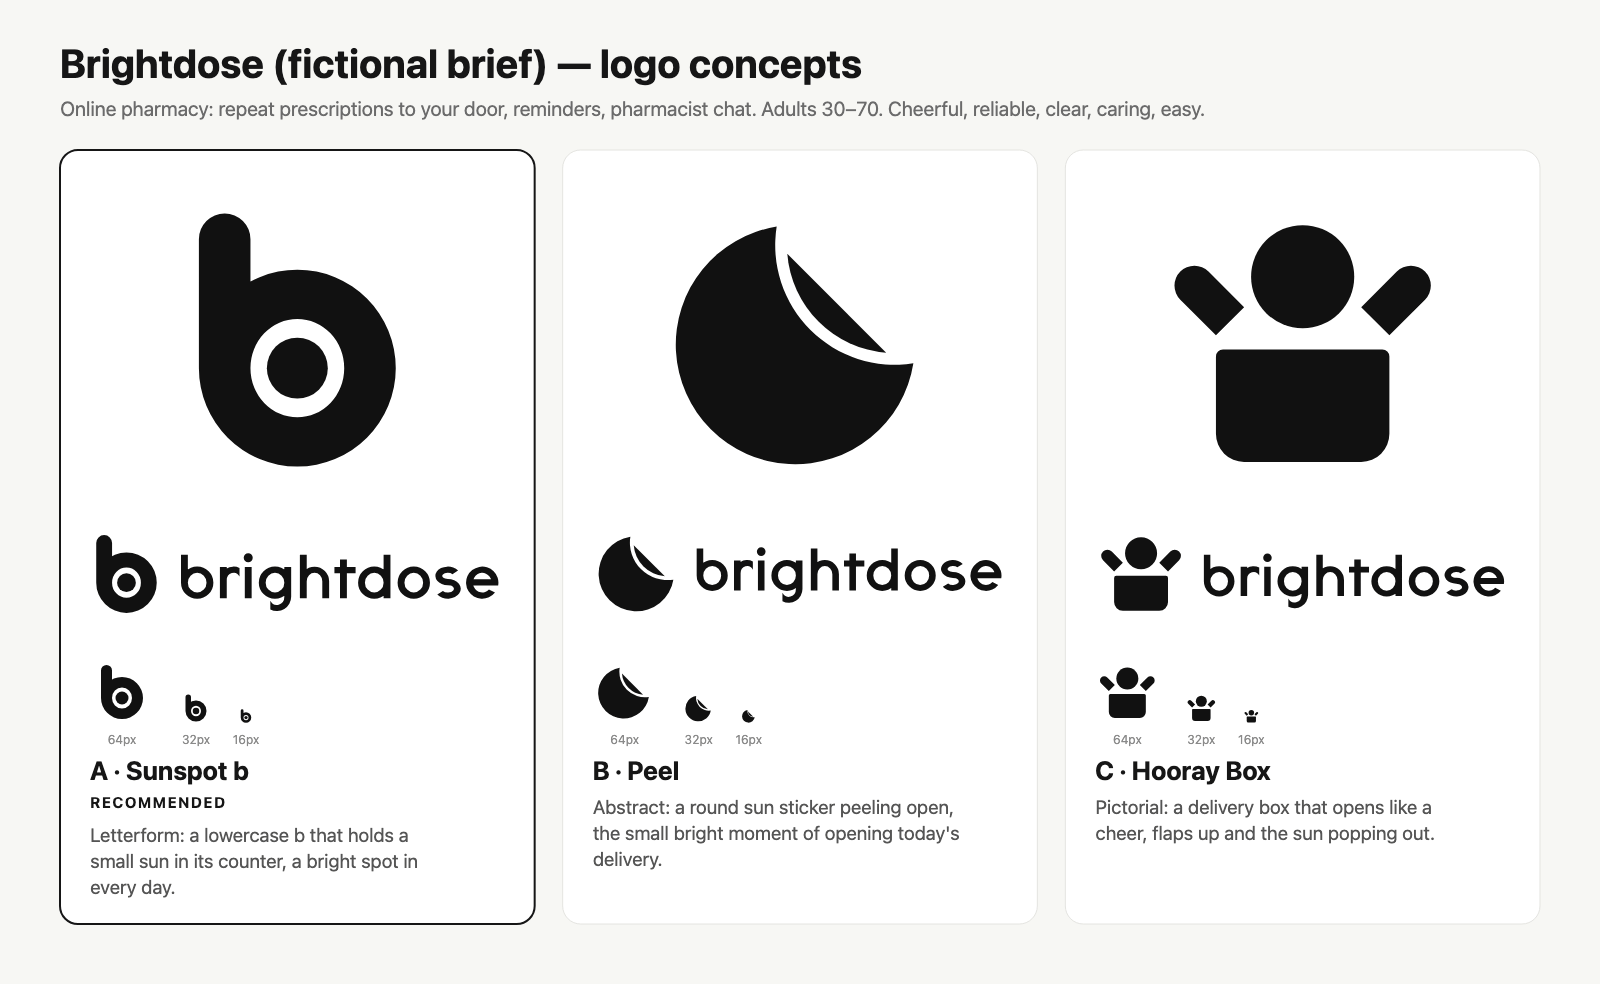 Brightdose (fictional brief) — logo concepts
Online pharmacy: repeat prescriptions to your door, reminders, pharmacist chat. Adults 30–70. Cheerful, reliable, clear, caring, easy.
b
b brightdose
64px 32px 16px
A · Sunspot b
RECOMMENDED
Letterform: a lowercase b that holds a
small sun in its counter, a bright spot in
every day.
brightdose
64px 32px 16px
B · Peel
Abstract: a round sun sticker peeling open,
the small bright moment of opening today's
delivery.
brightdose
64px 32px 16px
C · Hooray Box
Pictorial: a delivery box that opens like a
cheer, flaps up and the sun popping out.